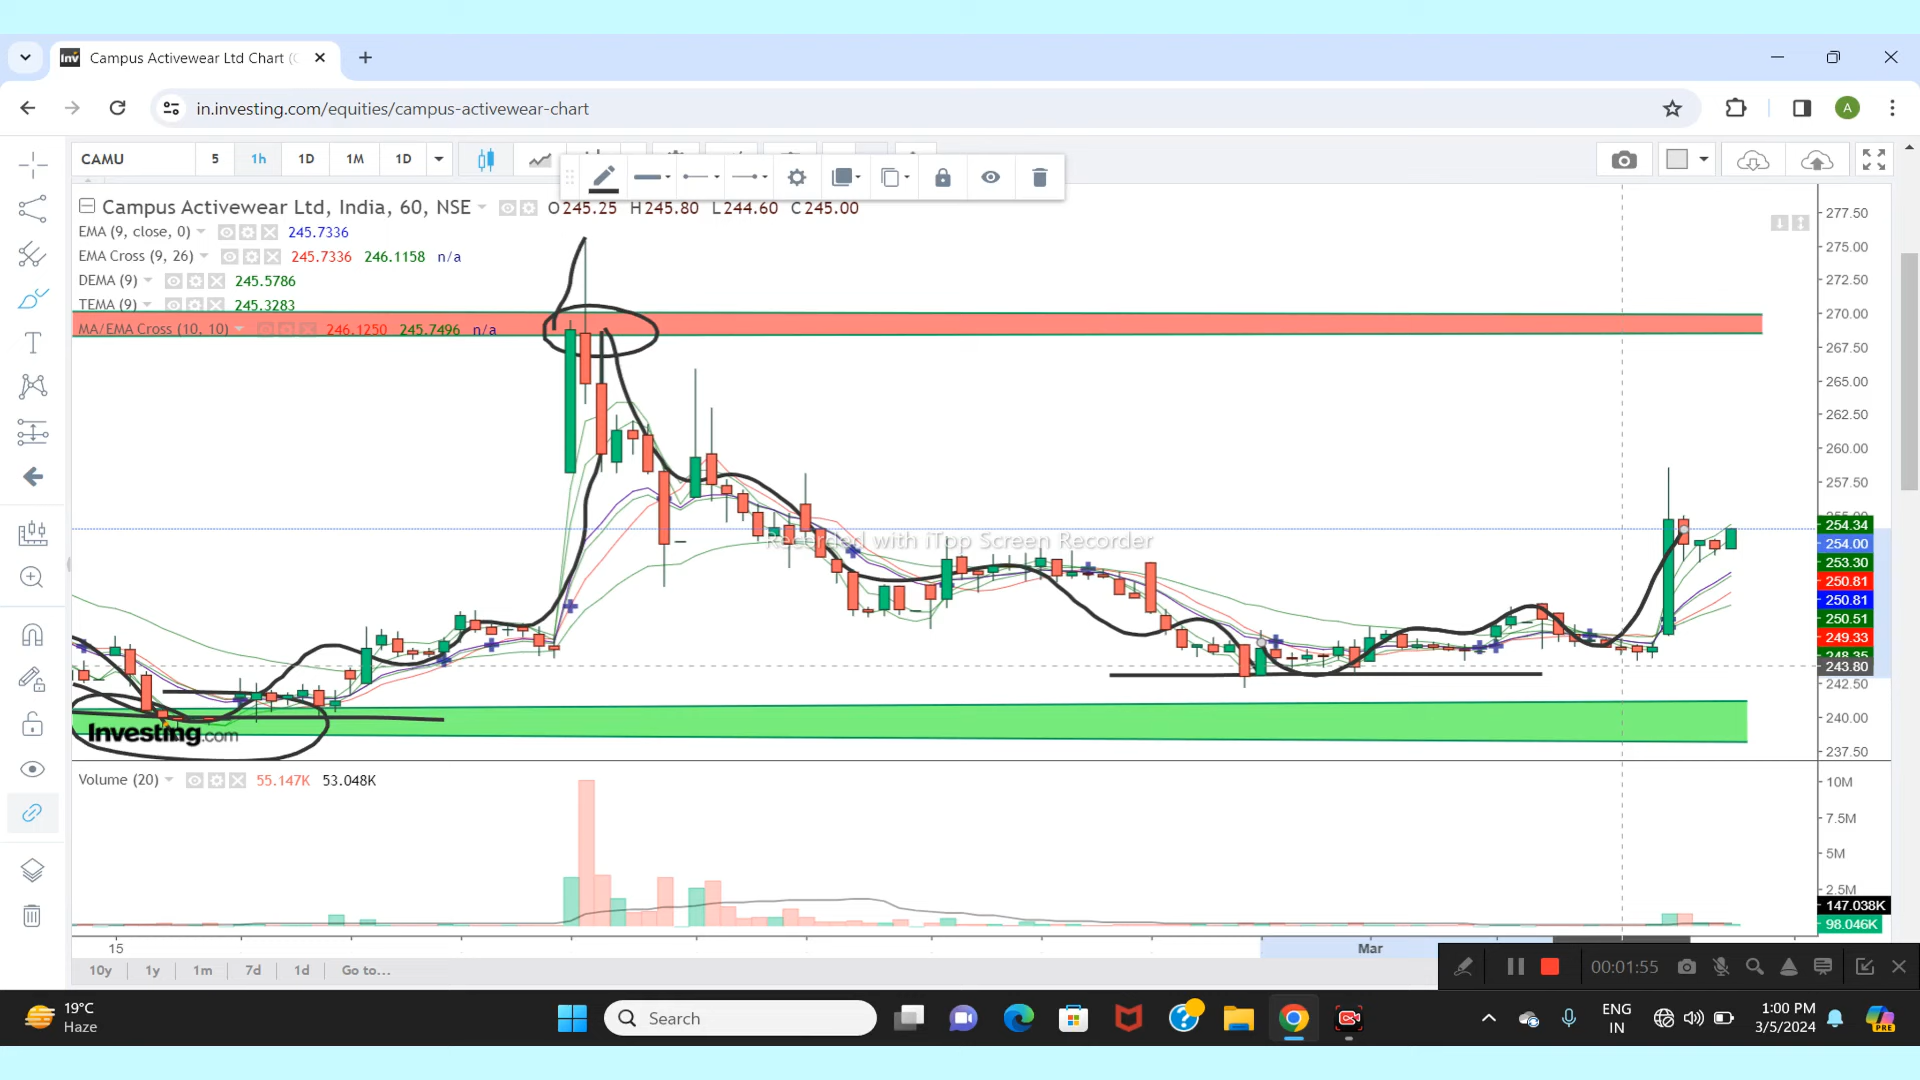 Campus Activewear Ltd Chart (
in.investing.com/equities/campus-activewear-chart
A
CAMU 5 1h 1D 1M 1D
Campus Activewear Ltd, India, 60, NSE O245.25 H245.80 L244.60 C245.00
EMA (9, close, 0) 245.7336
EMA Cross (9, 26) 245.7336 246.1158 n/a
DEMA (9) 245.5786
TEMA (9) 245.3283
MA/EMA Cross (10, 10) 246.1250 245.7496 n/a
277.50
275.00
272.50
270.00
267.50
265.00
262.50
260.00
257.50
254.34
254.00
253.30
250.81
250.81
250.51
249.33
243.80
242.50
240.00
237.50
Recorded with iTop Screen Recorder
Investing.com
Volume (20) 55.147K 53.048K
10M
7.5M
5M
2.5M
147.038K
98.046K
15 Mar
10y 1y 1m 7d 1d Go to...
00:01:55
19°C
Haze
Search
ENG
IN
1:00 PM
3/5/2024
PRE